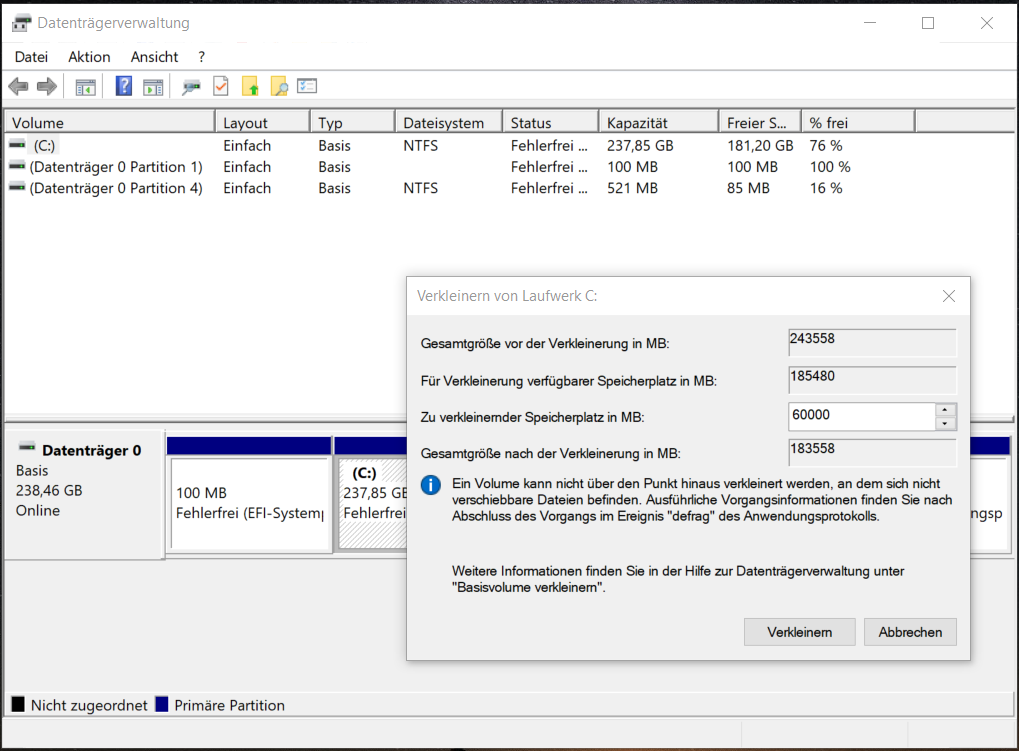 Datenträgerverwaltung
Datei Aktion Ansicht ?
Volume Layout Typ Dateisystem Status Kapazität Freier S... % frei
(C:) Einfach Basis NTFS Fehlerfrei ... 237,85 GB 181,20 GB 76 %
(Datenträger 0 Partition 1) Einfach Basis Fehlerfrei ... 100 MB 100 MB 100 %
(Datenträger 0 Partition 4) Einfach Basis NTFS Fehlerfrei ... 521 MB 85 MB 16 %
Verkleinern von Laufwerk C:
Gesamtgröße vor der Verkleinerung in MB: 243558
Für Verkleinerung verfügbarer Speicherplatz in MB: 185480
Zu verkleinernder Speicherplatz in MB: 60000
Gesamtgröße nach der Verkleinerung in MB: 183558
Ein Volume kann nicht über den Punkt hinaus verkleinert werden, an dem sich nicht
verschiebbare Dateien befinden. Ausführliche Vorgangsinformationen finden Sie nach
Abschluss des Vorgangs im Ereignis "defrag" des Anwendungsprotokolls.
Weitere Informationen finden Sie in der Hilfe zur Datenträgerverwaltung unter
"Basisvolume verkleinern".
Verkleinern Abbrechen
Datenträger 0
Basis
238,46 GB
Online
100 MB
Fehlerfrei (EFI-System
(C:)
237,85 GB
Fehlerfrei
ngsp
Nicht zugeordnet Primäre Partition